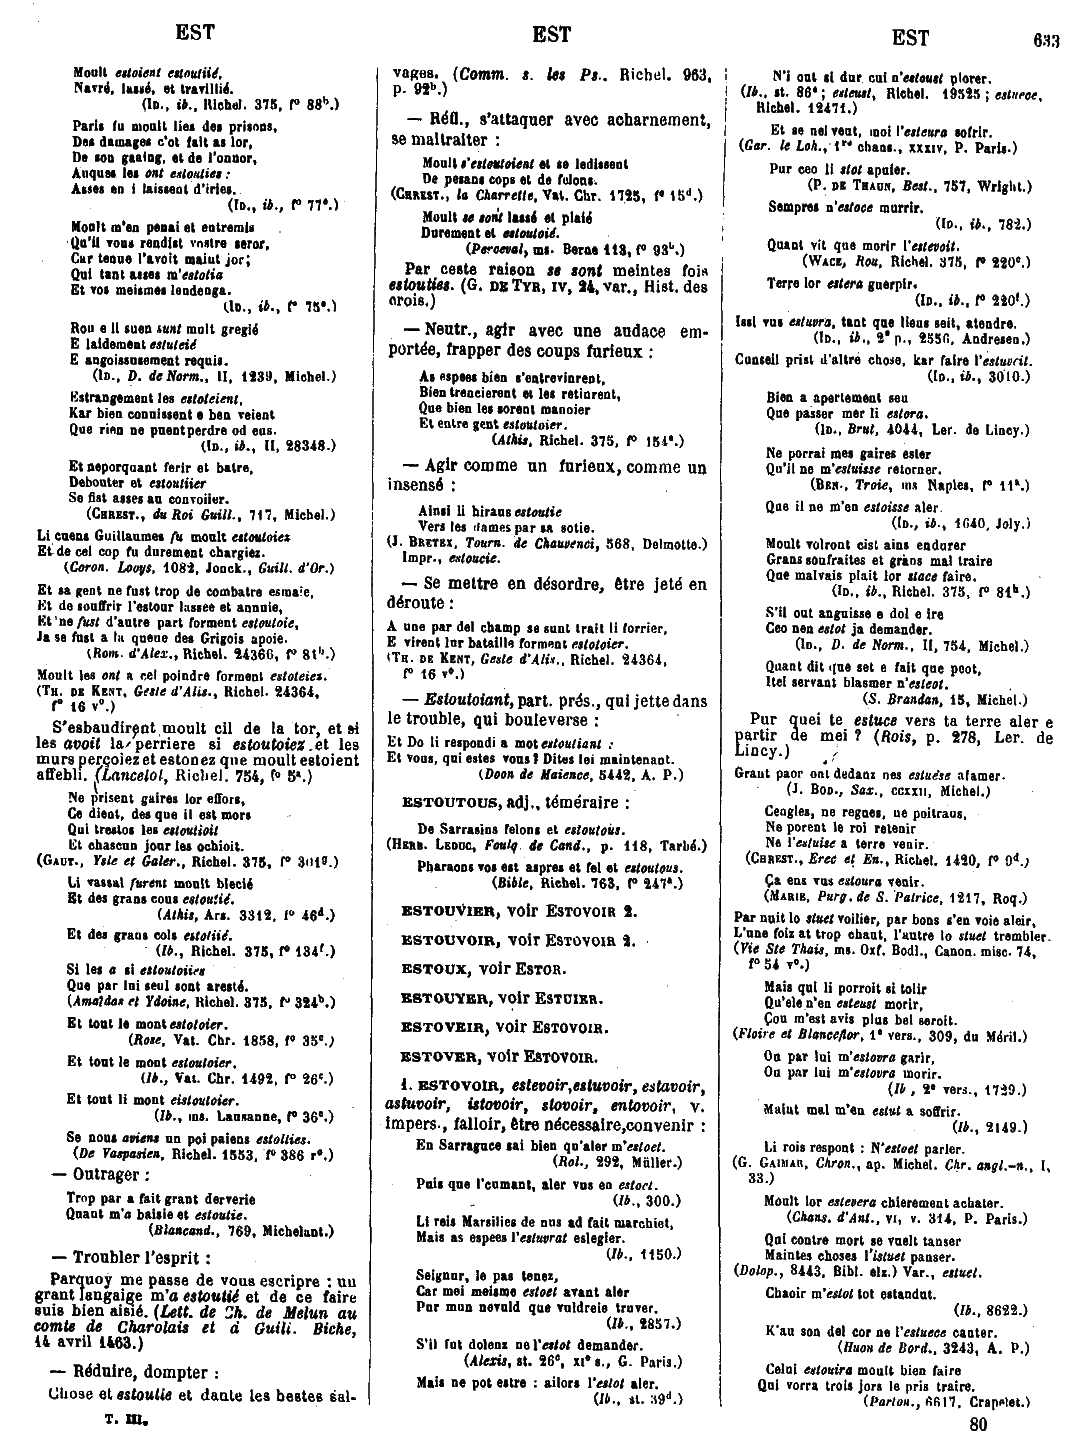 EST
EST
EST
633
Moult estoient estoutiié,
Navré, lassé, et travillié.
(ID., ib., Richel. 375, fº 88b.)
Paris fu moult lies des prisons,
Des damages c'ot fait as lor,
De son gaaing, et de l'onnor,
Auques les ont estouties :
Asses en i laissent d'iries.
(ID., ib., fº 77a.)
Moult m'en penai et entremis
Qu'il vous rendist vostre seror,
Car tenue l'avoit maiut jor;
Qui tant asses m'estotia
Et vos meismes lendenga.
(ID., ib., fº 75a.)
Rou e li suen sunt mult gregié
E laidement estuteié
E angoissusement requis.
(ID., D. de Norm., II, 1239, Michel.)
Estrangement les estoteient,
Kar bien connissent e ben veient
Que rien ne puent perdre od eus.
(ID., ib., II, 28348.)
Et neporquant ferir et batre,
Debouter et estoutiier
Se fist asses au convoiier.
(CHREST., du Roi Guill., 717, Michel.)
Li cuens Guillaumes fu moult estoutoiez
Et de cel cop fu durement chargiez.
(Coron. Looys, 1082, Jonck., Guill. d'Or.)
Et sa gent ne fust trop de combatre esmaie,
Et de souffrir l'estour lassee et annuie,
Et ne fust d'autre part forment estoutoie,
Ja se fust a la queue des Grigois apoie.
(Rom. d'Alex., Richel. 24366, fº 81b.)
Moult les ont a cel poindre forment estoteiez.
(TH. DE KENT, Geste d'Alis., Richel. 24364,
fº 16 vº.)
S'esbaudirent moult cil de la tor, et si
les avoit la perriere si estoutoiez et les
murs perçoiez et estonez que moult estoient
affebli. (Lancelot, Richel. 754, fº 5a.)
Ne prisent gaires lor effors,
Ce dient, des que il est mors
Qui trestos les estoutioit
Et chascun jour les ochioit.
(GAUT., Ysle et Galer., Richel. 375, fº 301g.)
Li vassal furent moult blecié
Et des grans cous estoutié.
(Athis, Ars. 3312, fº 46d.)
Et des grans cols estotiié.
(Ib., Richel. 375, fº 134f.)
Si les a si estoutoiies
Que par lui seul sont aresté.
(Amaldas et Ydoine, Richel. 375, fº 324b.)
Et tout le mont estotoier.
(Rose, Vat. Chr. 1858, fº 35c.)
Et tout le mont estoutoier.
(Ib., Vat. Chr. 1492, fº 26c.)
Et tout li mont eistoutoier.
(Ib., ms. Lausanne, fº 36a.)
Se nous aviens un poi paiens estolties.
(De Vaspasien, Richel. 1553, fº 386 rº.)
— Outrager :
Trop par a fait grant derverie
Quant m'a baisie et estoutie.
(Blancand., 769, Michelant.)
— Troubler l'esprit :
Parquoy me passe de vous escripre : un
grant langaige m'a estoutié et de ce faire
suis bien aisié. (Lett. de Ch. de Melun au
comte de Charolais et à Guill. Biche,
14 avril 1463.)
— Réduire, dompter :
Chose et estoutie et dante les bestes sal-
T. III.
vages. (Comm. s. les Ps., Richel. 963,
p. 92b.)
— Réfl., s'attaquer avec acharnement,
se maltraiter :
Moult s'estoutoient et se ledissent
De pesans cops et de felons.
(CHREST., la Charrette, Vat. Chr. 1725, fº 15d.)
Moult se sont lassé et plaié
Durement et estoutoié.
(Perceval, ms. Berne 113, fº 93b.)
Par ceste raison se sont meintes fois
estouties. (G. DE TYR, IV, 24, var., Hist. des
crois.)
— Neutr., agir avec une audace em-
portée, frapper des coups furieux :
As espees bien s'entrevinrent,
Bien trencierent et les retinrent,
Que bien les sorent manoier
Et entre gent estoutoier.
(Athis, Richel. 375, fº 154a.)
— Agir comme un furieux, comme un
insensé :
Ainsi li hiraus estoutie
Vers les dames par sa sotie.
(J. BRETEX, Tourn. de Chauvenci, 568, Delmotte.)
Impr., estoucie.
— Se mettre en désordre, être jeté en
déroute :
A une par del champ se sunt trait li forrier,
E virent lur bataille forment estotoier.
(TH. DE KENT, Geste d'Alis., Richel. 24364,
fº 16 vº.)
— Estoutoiant, part. prés., qui jette dans
le trouble, qui bouleverse :
Et Do li respondi a mot estoutiant :
Et vous, qui estes vous? Dites loi maintenant.
(Doon de Maience, 5442, A. P.)
ESTOUTOUS, adj., téméraire :
De Sarrasins felons et estoutous.
(HERB. LEDUC, Foulq. de Cand., p. 118, Tarbé.)
Pharaons vos est aspres et fel et estoutous.
(Bible, Richel. 763, fº 247a.)
ESTOUVIER, voir ESTOVOIR 2.
ESTOUVOIR, voir ESTOVOIR 1.
ESTOUX, voir ESTOR.
ESTOUYER, voir ESTUIER.
ESTOVEIR, voir ESTOVOIR.
ESTOVER, voir ESTOVOIR.
1. ESTOVOIR, estevoir, estuvoir, estavoir,
astuvoir, istovoir, stovoir, entovoir, v.
impers., falloir, être nécessaire, convenir :
En Sarraguce sai bien qu'aler m'estoet.
(Rol., 292, Müller.)
Puis que l'cumant, aler vus en estoet.
(Ib., 300.)
Li reis Marsilies de nus ad fait marchiet,
Mais as espees l'estuvrat eslegier.
(Ib., 1150.)
Seignur, le pas tenez,
Car mei meisme estoet avant aler
Pur mun nevuld que vuldreie truver.
(Ib., 2857.)
S'il fut dolenz ne l'estot demander.
(Alexis, st. 26c, XIe s., G. Paris.)
Mais ne pot estre : ailors l'estot aler.
(Ib., st. 39d.)
N'i out si dur cui n'estoust plorer.
(Ib., st. 86a ; esteust, Richel. 19525 ; estuece,
Richel. 12471.)
Et se nel veut, moi l'esteura sofrir.
(Gar. le Loh., 1re chans., XXXIV, P. Paris.)
Pur ceo li stot apuier.
(P. DE THAUN, Best., 757, Wright.)
Sempres n'estoce murrir.
(ID., ib., 782.)
Quant vit que morir l'estevoit.
(WACE, Rou, Richel. 375, fº 220c.)
Terre lor estera guerpir.
(ID., ib., fº 220f.)
Issi vus estuvra, tant que liens seit, atendre.
(ID., ib., 2e p., 2556, Andresen.)
Cunseil prist d'altre chose, kar faire l'estuvrit.
(ID., ib., 3010.)
Bien a apertement seu
Que passer mer li estora.
(ID., Brut, 4044, Ler. de Lincy.)
Ne porrai mes gaires ester
Qu'il ne m'estuisse retorner.
(BEN., Troie, ms Naples, fº 11a.)
Que il ne m'en estoisse aler.
(ID., ib., 1640, Joly.)
Moult volront cist ains endurer
Grans soufraites et grans mal traire
Que malvais plait lor stace faire.
(ID., ib., Richel. 375, fº 81b.)
S'il out anguisse e dol e ire
Ceo nen estot ja demander.
(ID., D. de Norm., II, 754, Michel.)
Quant dit que set e fait que poot,
Itel servant blasmer n'esteot.
(S. Brandan, 15, Michel.)
Pur quei te estuce vers ta terre aler e
partir de mei ? (Rois, p. 278, Ler. de
Lincy.)
Grant paor ont dedanz nes estuése afamer.
(J. BOD., Sax., CCXXII, Michel.)
Cengles, ne regnes, ne poitraus,
Ne porent le roi retenir
Ne l'estuise a terre venir.
(CHREST., Erec et En., Richel. 1420, fº 9d.)
Ça ens vus estoura venir.
(MARIE, Purg. de S. Patrice, 1217, Roq.)
Par nuit lo stuet voilier, par bons s'en voie aleir,
L'une foiz at trop chaut, l'autre lo stuet trembler.
(Vie Ste Thais, ms. Oxf. Bodl., Canon. misc. 74,
fº 54 vº.)
Mais qui li porroit si tolir
Qu'ele n'en esteust morir,
Çou m'est avis plus bel seroit.
(Floire et Blanceflor, 1e vers., 309, du Méril.)
Ou par lui m'estovra garir,
Ou par lui m'estovra morir.
(Ib, 2e vers., 1729.)
Maint mal m'en estut a soffrir.
(Ib., 2149.)
Li rois respont : N'estoet parler.
(G. GAIMAR, Chron., ap. Michel. Chr. angl.-n., I,
33.)
Moult lor estevera chierement achater.
(Chans. d'Ant., VI, v. 314, P. Paris.)
Qui contre mort se vuelt tanser
Maintes choses l'istuet panser.
(Dolop., 8443, Bibl. elz.) Var., estuet.
Chaoir m'estot tot estandut.
(Ib., 8622.)
K'au son del cor ne l'estuece canter.
(Huon de Bord., 3243, A. P.)
Celui estouira moult bien faire
Qui vorra trois jors le pris traire.
(Parton., 6617, Crapelet.)
80